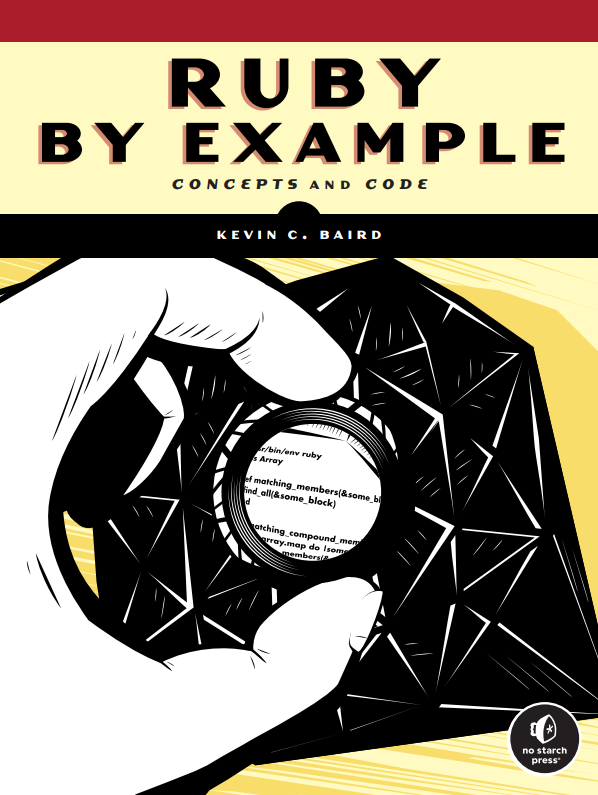 RUBY
BY EXAMPLE
CONCEPTS AND CODE
KEVIN C. BAIRD
/bin/env ruby
s Array
matching_members(&some_bl
find_all(&some_block)
d
matching_compound_mem
array.map do |some
members(&
no starch
press